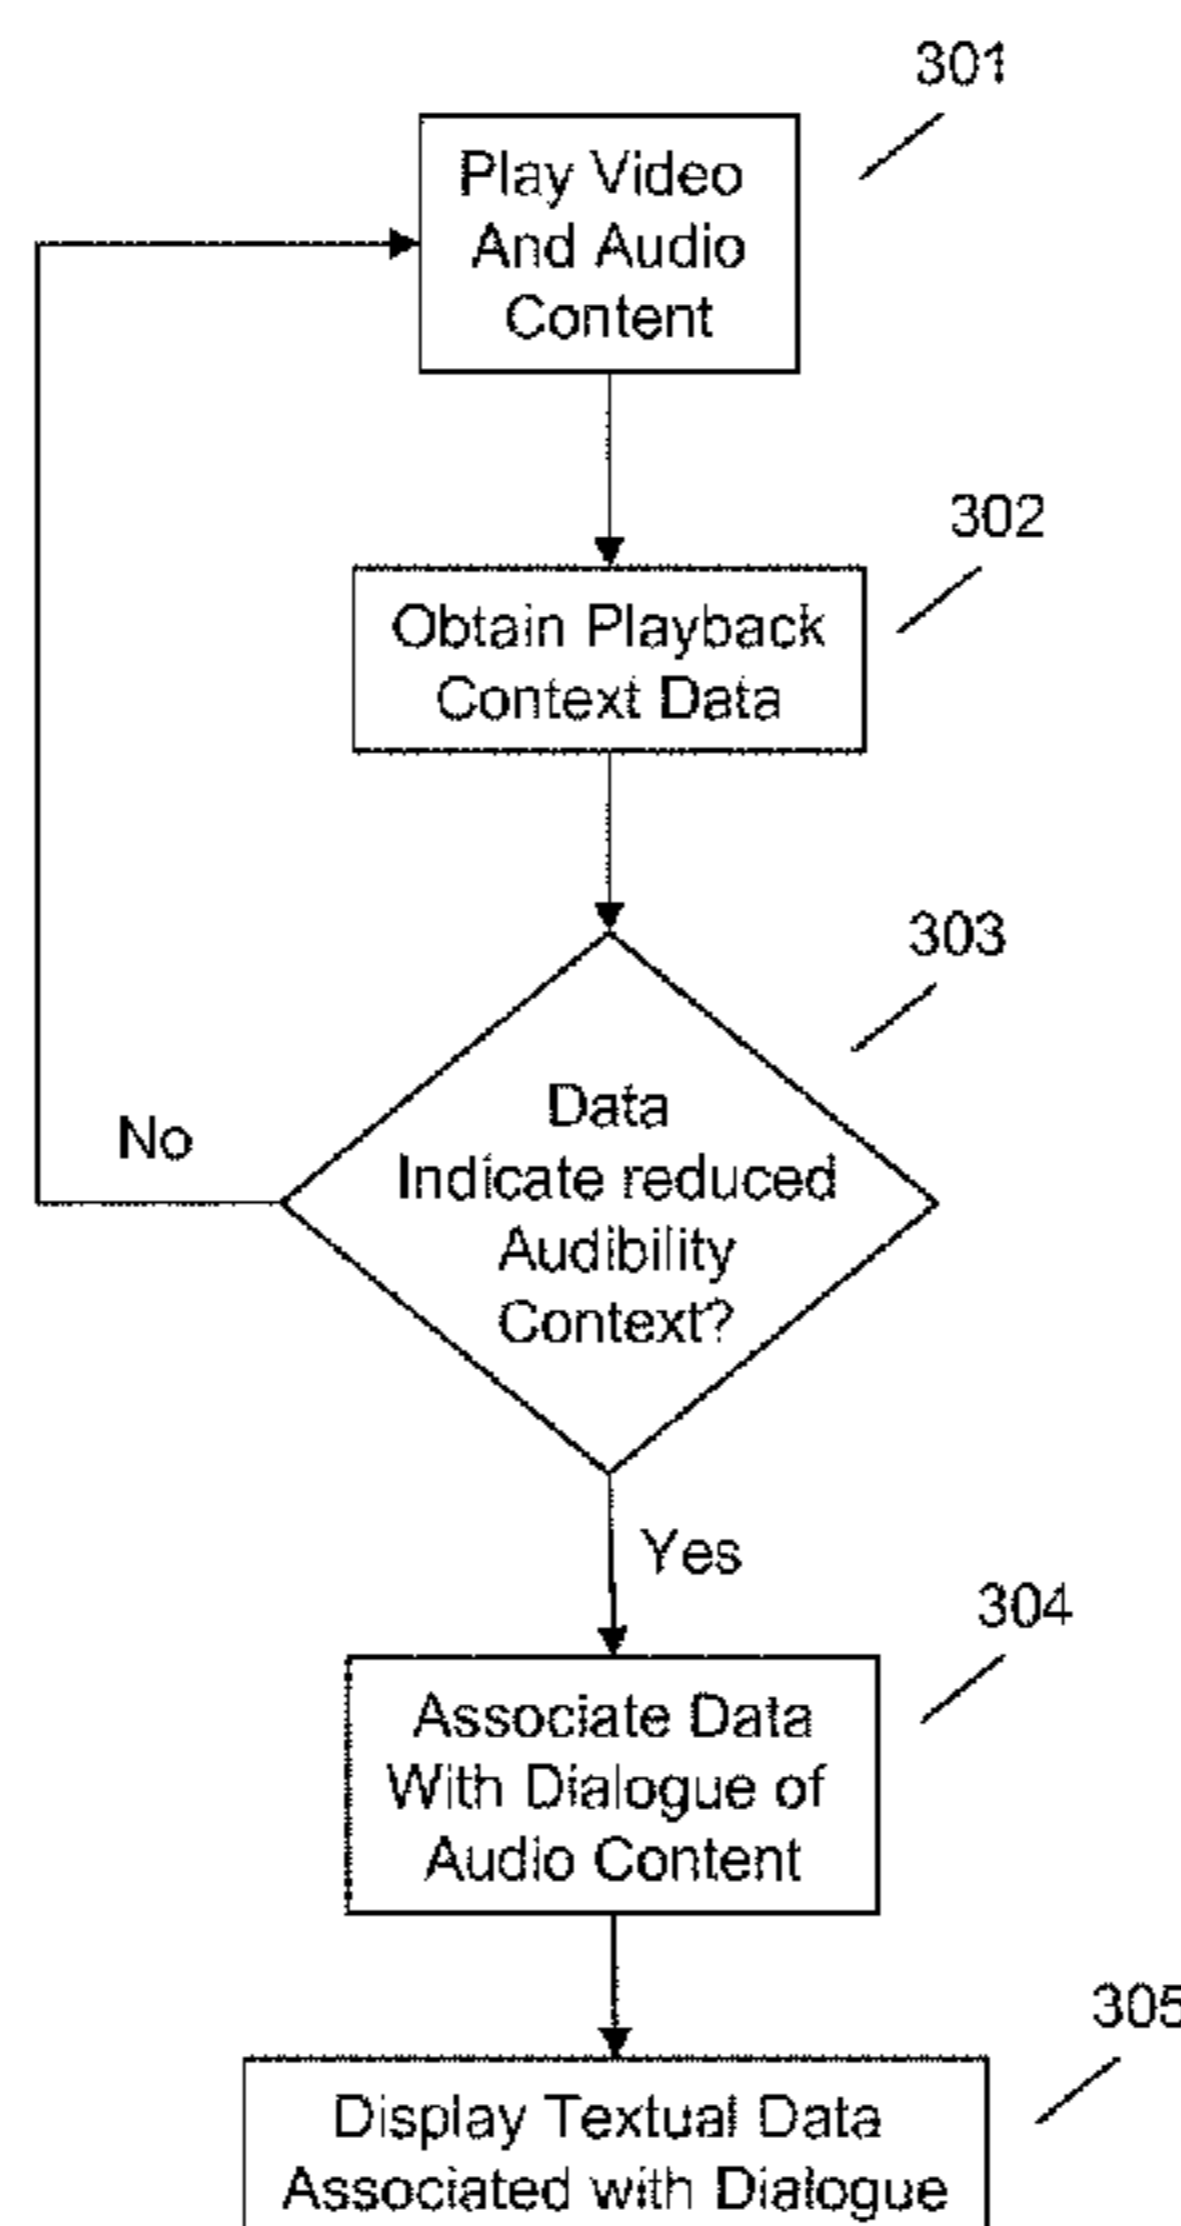 301
Play Video
And Audio
Content
302
Obtain Playback
Context Data
303
Data
Indicate reduced
Audibility
Context?
No
Yes
304
Associate Data
With Dialogue of
Audio Content
305
Display Textual Data
Associated with Dialogue